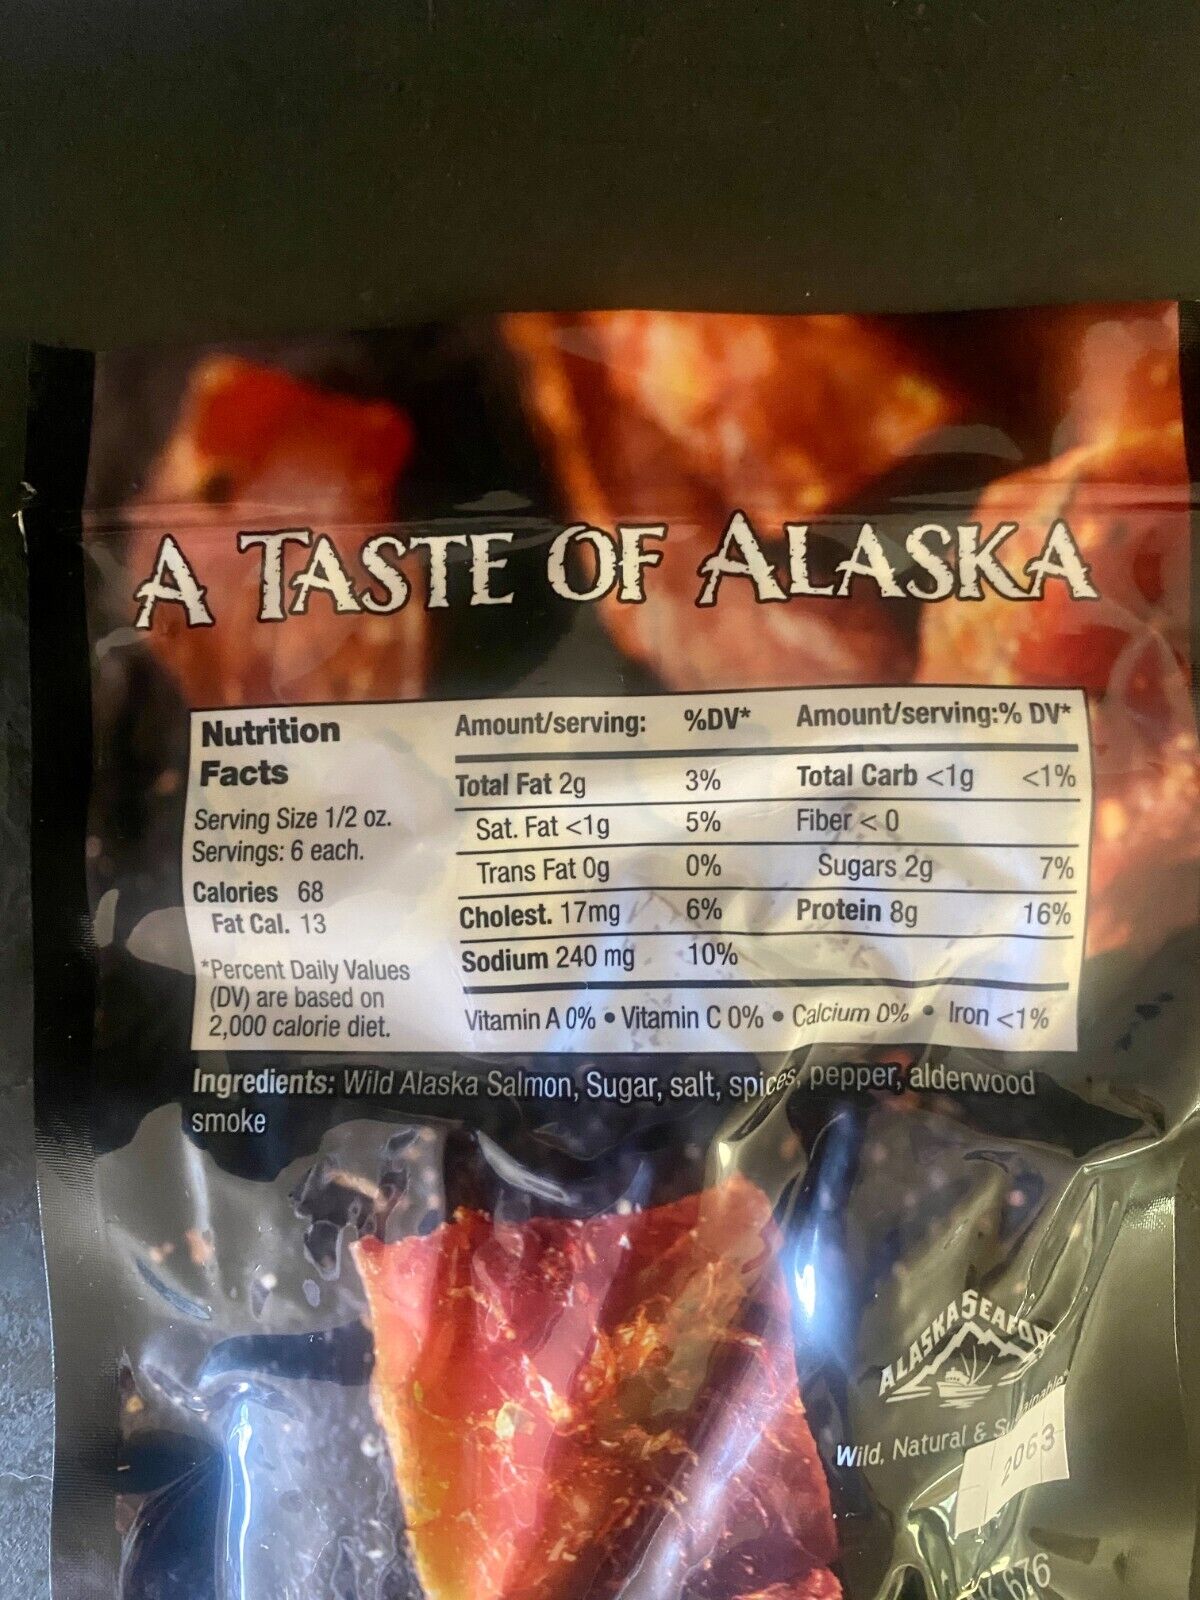 A TASTE OF ALASKA
Nutrition
Facts
Serving Size 1/2 oz.
Servings: 6 each.
Calories 68
Fat Cal. 13
*Percent Daily Values
(DV) are based on
2,000 calorie diet.
Amount/serving: %DV* Amount/serving:% DV*
Total Fat 2g 3% Total Carb <1g <1%
Sat. Fat <1g 5% Fiber < 0
Trans Fat 0g 0% Sugars 2g 7%
Cholest. 17mg 6% Protein 8g 16%
Sodium 240 mg 10%
Vitamin A 0% • Vitamin C 0% • Calcium 0% • Iron <1%
Ingredients: Wild Alaska Salmon, Sugar, salt, spices, pepper, alderwood
smoke
ALASKA SEAFOOD
Wild, Natural &
2063
676